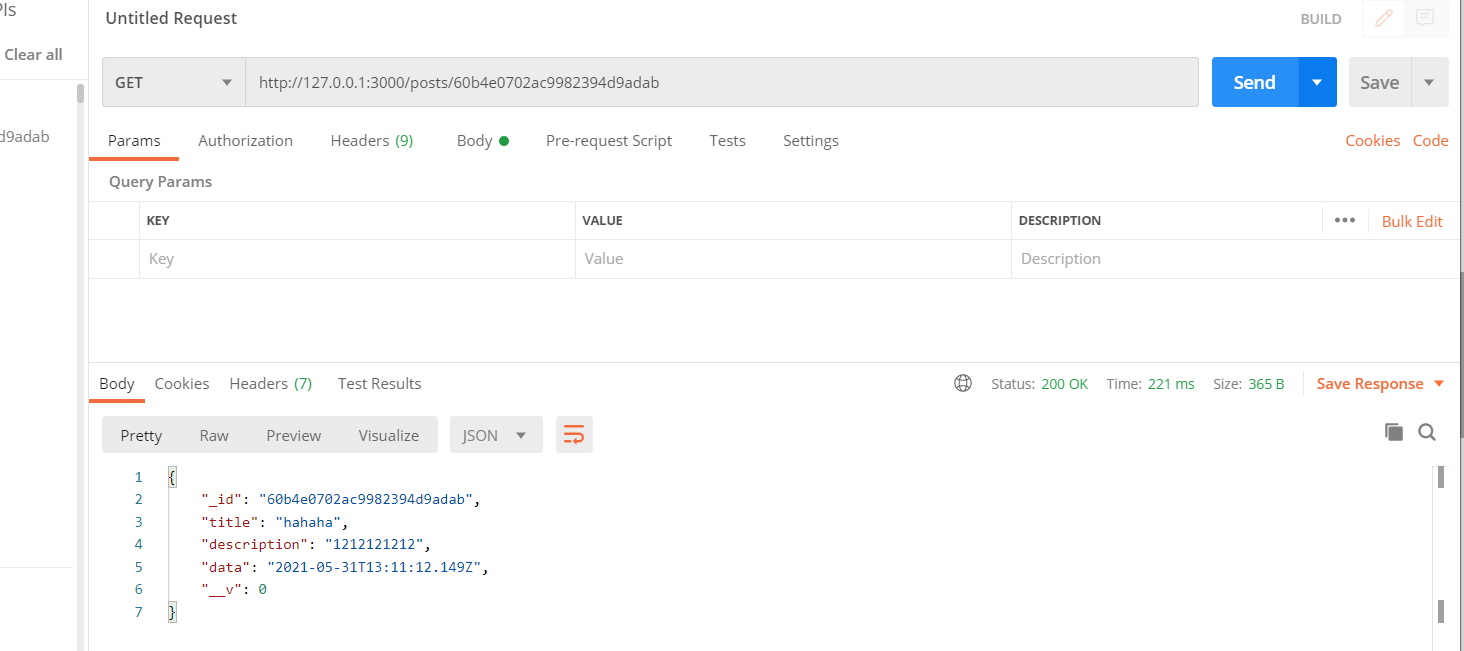 PIs
Clear all
d9adab
Untitled Request
BUILD
GET http://127.0.0.1:3000/posts/60b4e0702ac9982394d9adab Send Save
Params Authorization Headers (9) Body Pre-request Script Tests Settings Cookies Code
Query Params
KEY VALUE DESCRIPTION ••• Bulk Edit
Key Value Description
Body Cookies Headers (7) Test Results Status: 200 OK Time: 221 ms Size: 365 B Save Response
Pretty Raw Preview Visualize JSON
1 {
2 "_id": "60b4e0702ac9982394d9adab",
3 "title": "hahaha",
4 "description": "1212121212",
5 "data": "2021-05-31T13:11:12.149Z",
6 "__v": 0
7 }